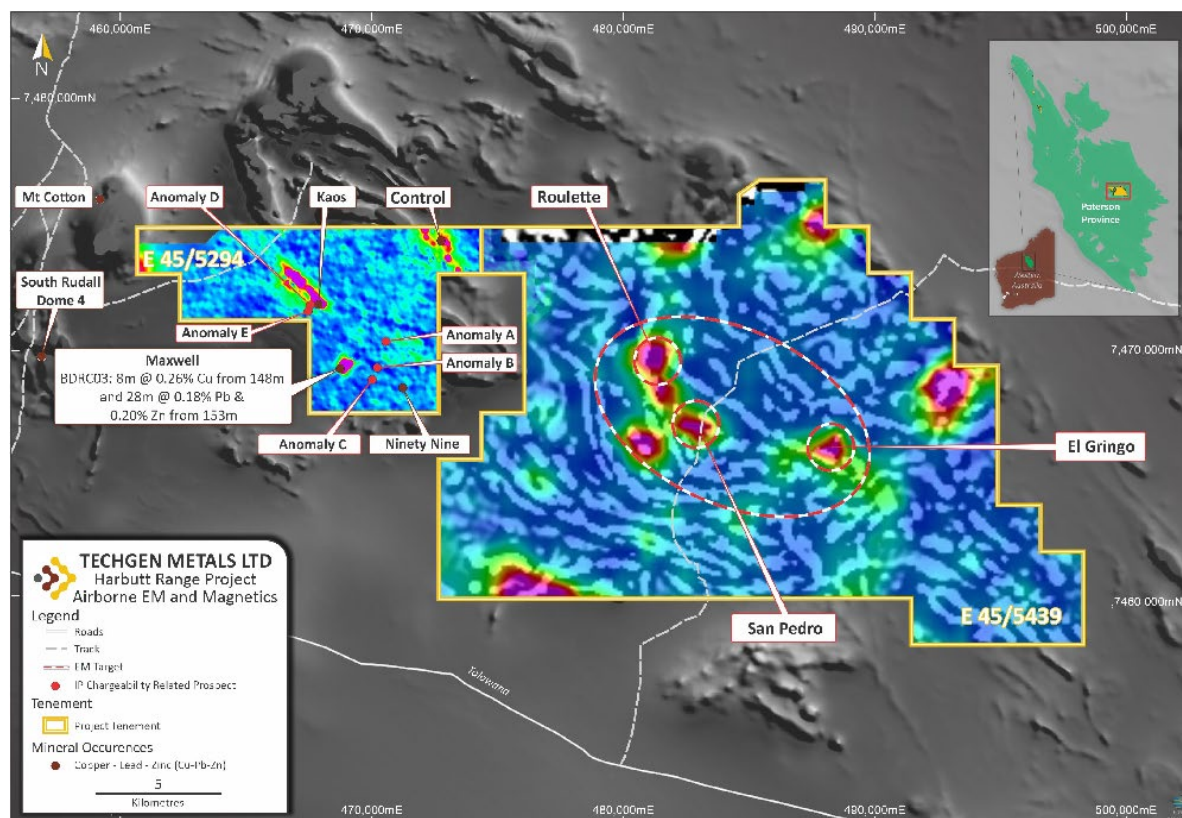 460,000mE
470,000mE
480,000mE
490,000mE
500,000mE
N
7,480,000mN
Mt Cotton
Anomaly D
Kaos
Control
Roulette
Paterson
Province
Western
Australia
E 45/5294
South Rudall
Dome 4
Anomaly E
Anomaly A
7,470,000mN
Maxwell
BDRC03: 8m @ 0.26% Cu from 148m
and 28m @ 0.18% Pb &
0.20% Zn from 153m
Anomaly B
Anomaly C
Ninety Nine
El Gringo
TECHGEN METALS LTD
Harbutt Range Project
Airborne EM and Magnetics
Legend
Roads
Track
EM Target
IP Chargeability Related Prospect
Tenement
Project Tenement
Mineral Occurences
Copper - Lead - Zinc (Cu-Pb-Zn)
5
Kilometres
7,460,000mN
E 45/5439
San Pedro
Talawana
470,000mE
480,000mE
490,000mE
500,000mE